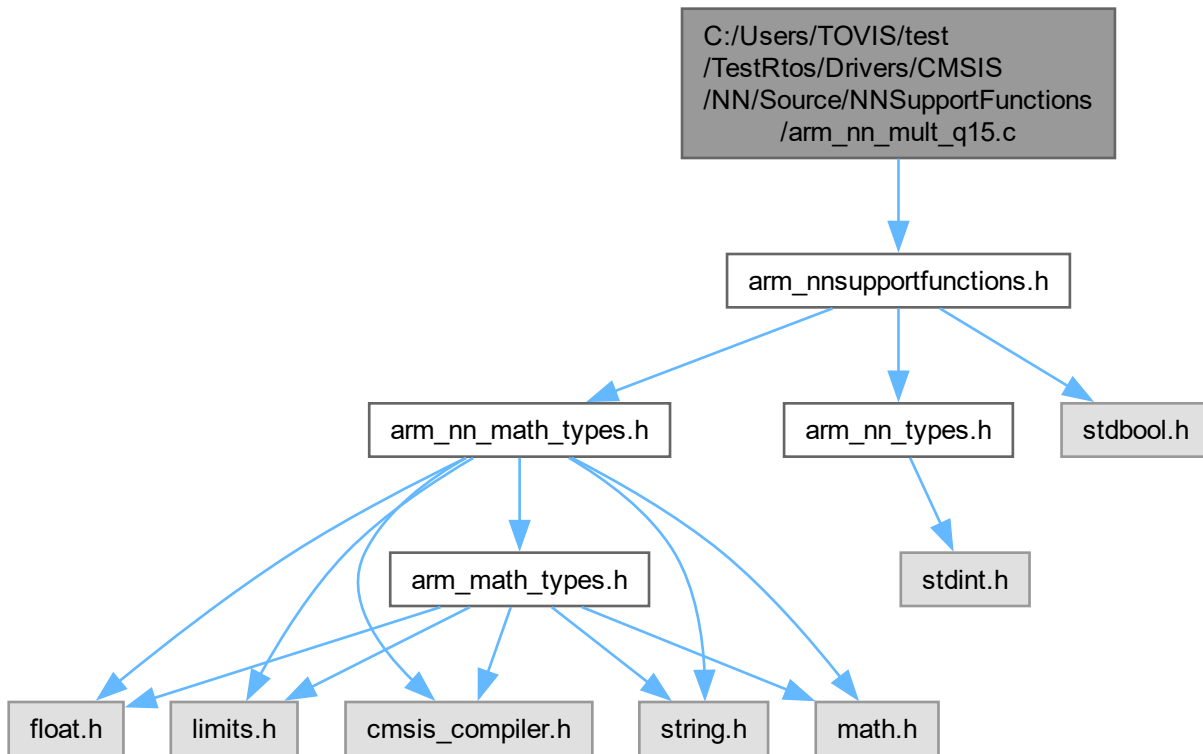 C:/Users/TOVIS/test
/TestRtos/Drivers/CMSIS
/NN/Source/NNSupportFunctions
/arm_nn_mult_q15.c
arm_nnsupportfunctions.h
arm_nn_math_types.h
arm_nn_types.h
stdbool.h
arm_math_types.h
stdint.h
float.h
limits.h
cmsis_compiler.h
string.h
math.h